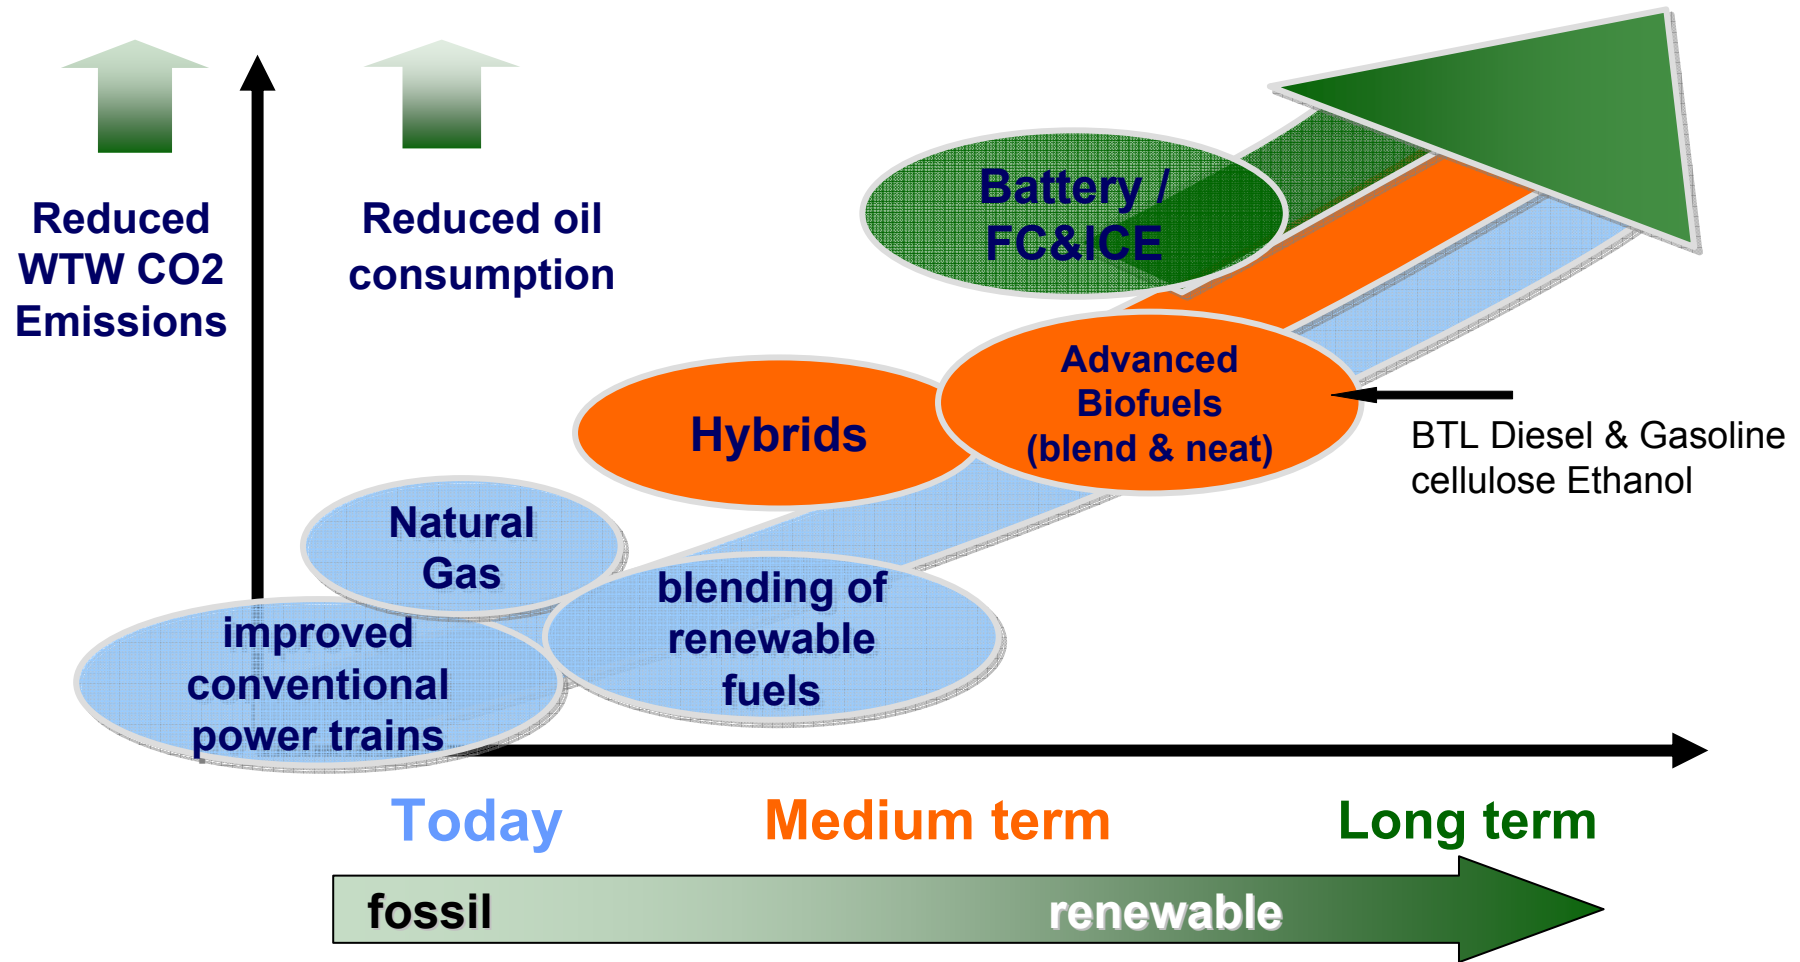 Reduced
WTW CO2
Emissions
Reduced oil
consumption
Battery /
FC&ICE
Advanced
Biofuels
(blend & neat)
Hybrids
BTL Diesel & Gasoline
cellulose Ethanol
Natural
Gas
blending of
renewable
fuels
improved
conventional
power trains
Today
Medium term
Long term
fossil
renewable